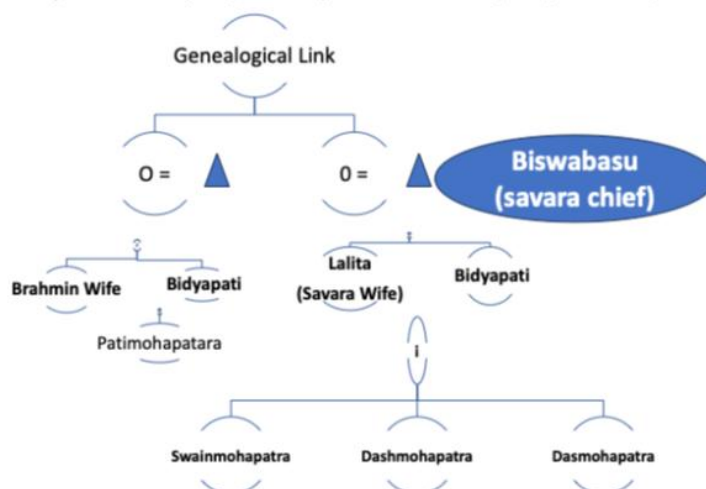 Genealogical Link
O =
0 =
Biswabasu
(savara chief)
Brahmin Wife
Bidyapati
Lalita
(Savara Wife)
Bidyapati
Patimohapatara
i
Swainmohapatra
Dashmohapatra
Dasmohapatra